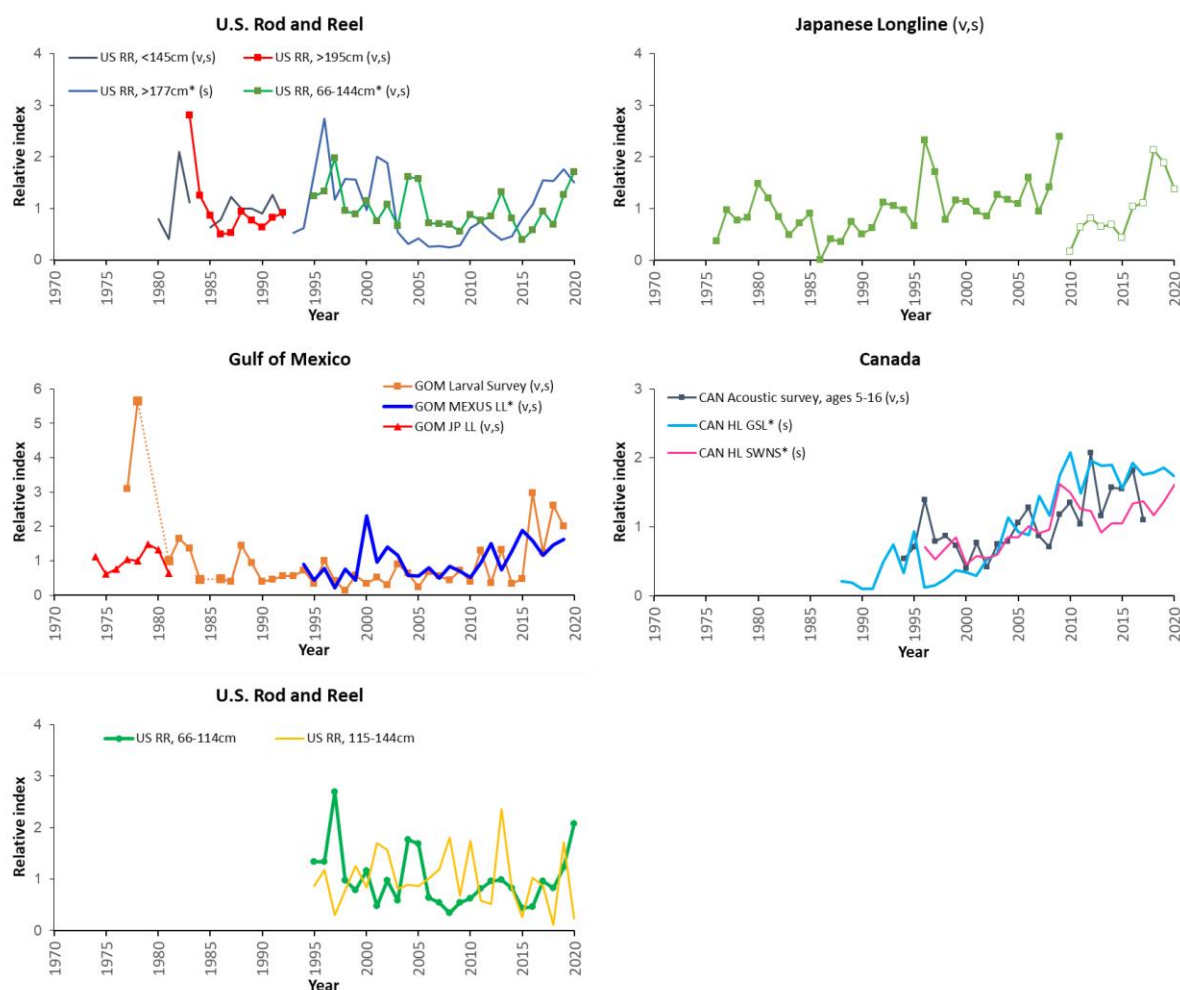 U.S. Rod and Reel
US RR, <145cm (v,s) US RR, >195cm (v,s)
US RR, >177cm* (s) US RR, 66-144cm* (v,s)
Relative index
4
3
2
1
0
1970 1975 1980 1985 1990 1995 2000 2005 2010 2015 2020
Year
Japanese Longline (v,s)
Relative index
4
3
2
1
0
1970 1975 1980 1985 1990 1995 2000 2005 2010 2015 2020
Year
Gulf of Mexico
GOM Larval Survey (v,s)
GOM MEXUS LL* (v,s)
GOM JP LL (v,s)
Relative index
6
5
4
3
2
1
0
1970 1975 1980 1985 1990 1995 2000 2005 2010 2015 2020
Year
Canada
CAN Acoustic survey, ages 5-16 (v,s)
CAN HL GSL* (s)
CAN HL SWNS* (s)
Relative index
3
2
1
0
1970 1975 1980 1985 1990 1995 2000 2005 2010 2015 2020
Year
U.S. Rod and Reel
US RR, 66-114cm US RR, 115-144cm
Relative index
4
3
2
1
0
1970 1975 1980 1985 1990 1995 2000 2005 2010 2015 2020
Year